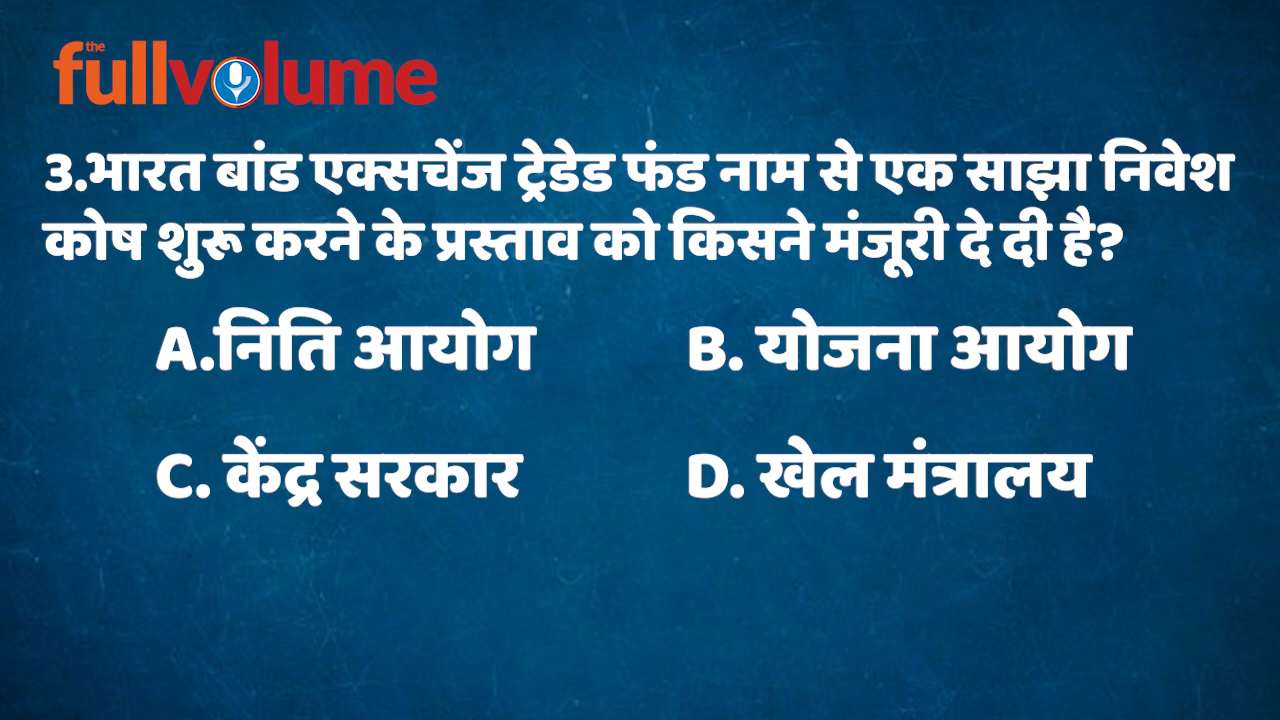 the
fullvolume
3.भारत बांड एक्सचेंज ट्रेडेड फंड नाम से एक साझा निवेश
कोष शुरू करने के प्रस्ताव को किसने मंजूरी दे दी है?
A.निति आयोग B. योजना आयोग
C. केंद्र सरकार D. खेल मंत्रालय